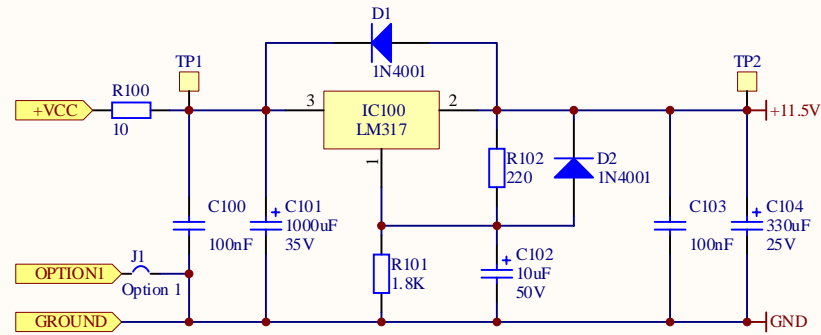 D1
1N4001
TP1
TP2
R100
+VCC
10
3
IC100
LM317
2
1
+11.5V
R102
220
D2
1N4001
C100
100nF
C101
1000uF
35V
C103
100nF
C104
330uF
25V
J1
OPTION1
Option 1
R101
1.8K
C102
10uF
50V
GROUND
GND